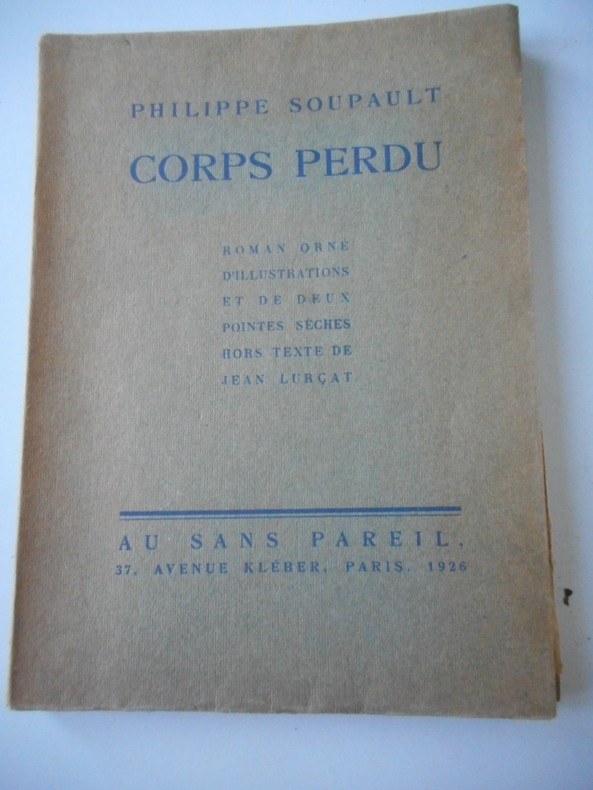 PHILIPPE SOUPAULT
CORPS PERDU
ROMAN ORNÉ
D'ILLUSTRATIONS
ET DE DEUX
POINTES SÈCHES
HORS TEXTE DE
JEAN LURÇAT.
AU SANS PAREIL,
37, AVENUE KLÉBER, PARIS. 1926